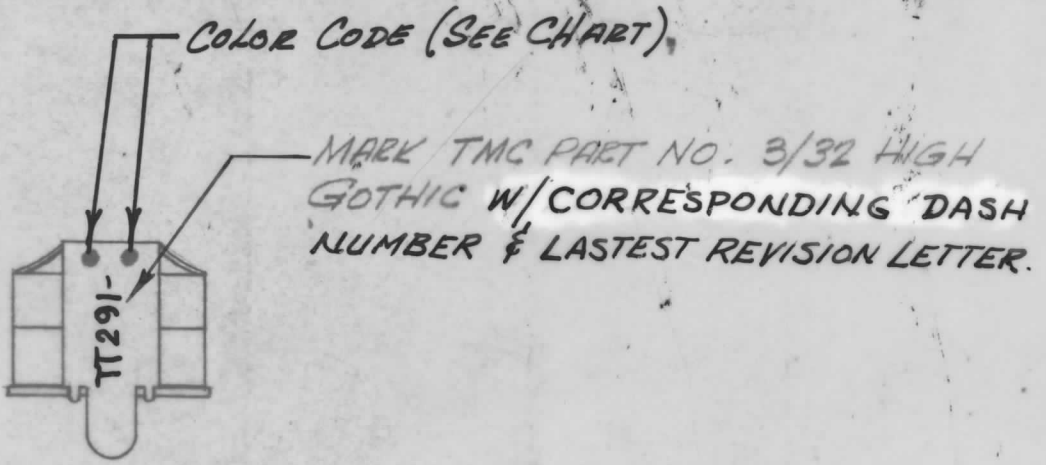 COLOR CODE (SEE CHART)
MARK TMC PART NO. 3/32 HIGH
GOTHIC W/CORRESPONDING DASH
NUMBER & LASTEST REVISION LETTER.
TT291-